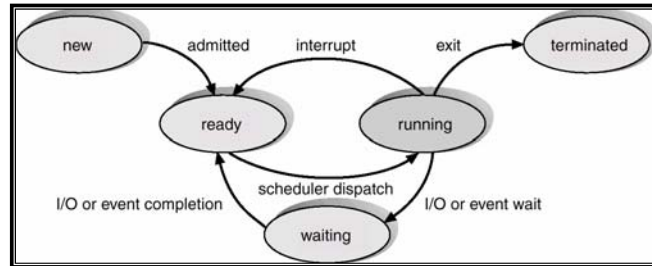 new
admitted
interrupt
exit
terminated
ready
running
scheduler dispatch
I/O or event completion
I/O or event wait
waiting